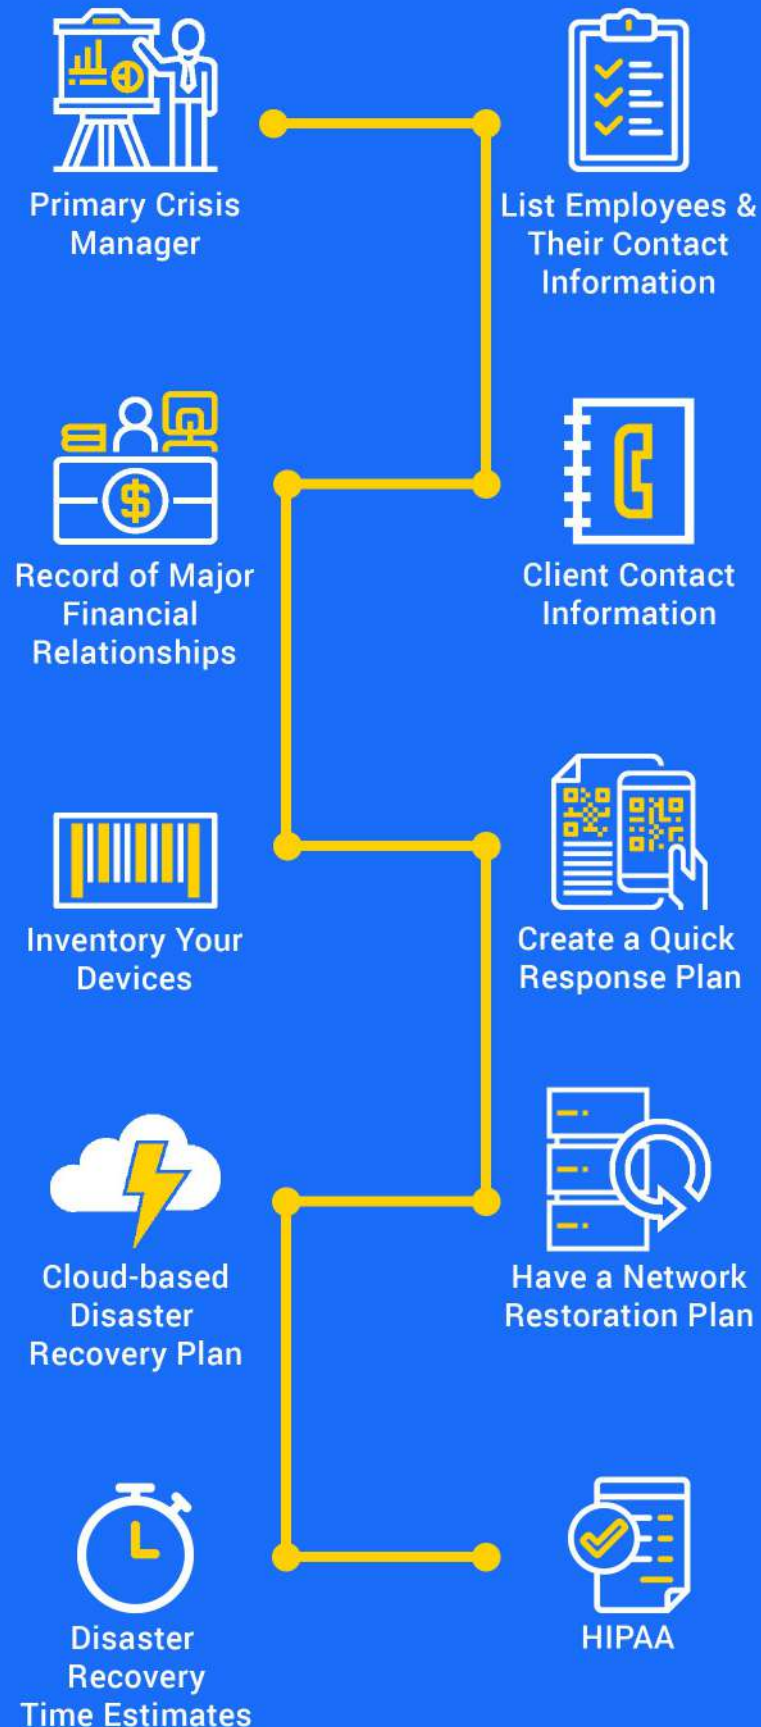 Primary Crisis
Manager
List Employees &
Their Contact
Information
Record of Major
Financial
Relationships
Client Contact
Information
Inventory Your
Devices
Create a Quick
Response Plan
Cloud-based
Disaster
Recovery Plan
Have a Network
Restoration Plan
Disaster
Recovery
Time Estimates
HIPAA